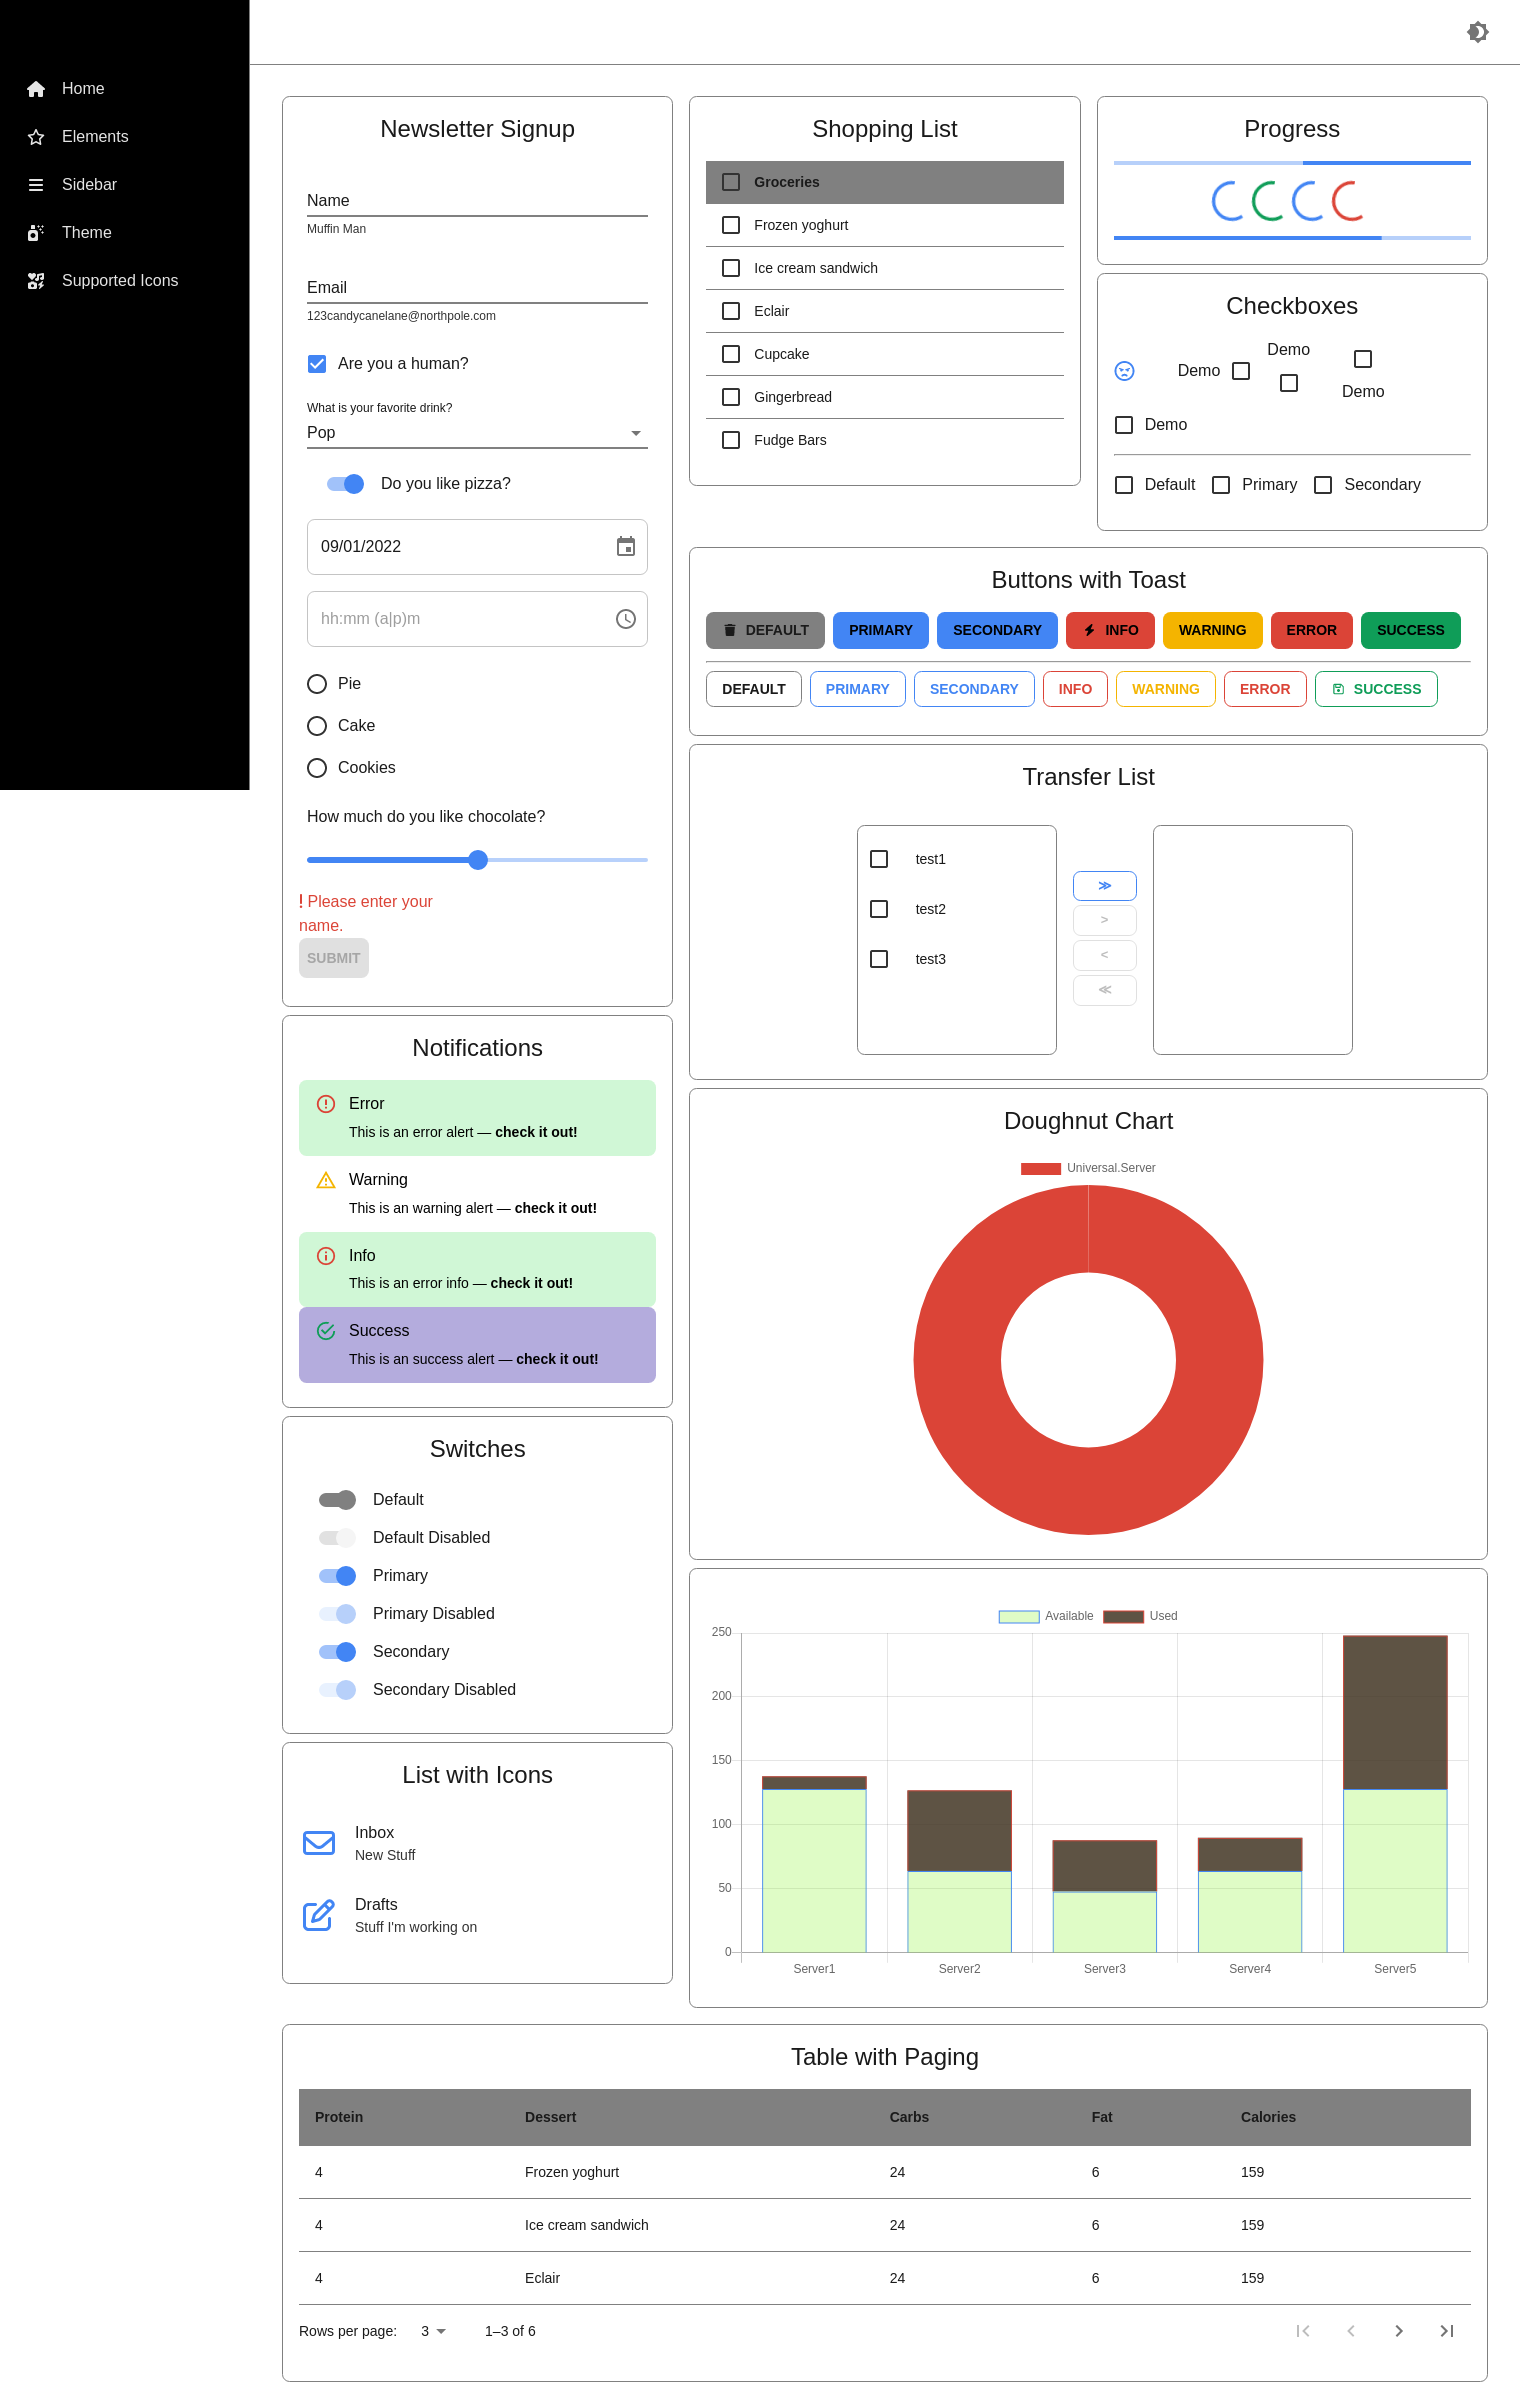 Home
Elements
Sidebar
Theme
Supported Icons
Newsletter Signup
Name
Muffin Man
Email
123candycanelane@northpole.com
Are you a human?
What is your favorite drink?
Pop
Do you like pizza?
09/01/2022
hh:mm (a|p)m
Pie
Cake
Cookies
How much do you like chocolate?
! Please enter your
name.
SUBMIT
Notifications
Error
This is an error alert — check it out!
Warning
This is an warning alert — check it out!
Info
This is an error info — check it out!
Success
This is an success alert — check it out!
Switches
Default
Default Disabled
Primary
Primary Disabled
Secondary
Secondary Disabled
List with Icons
Inbox
New Stuff
Drafts
Stuff I'm working on
Shopping List
Groceries
Frozen yoghurt
Ice cream sandwich
Eclair
Cupcake
Gingerbread
Fudge Bars
Progress
Checkboxes
Demo
Demo
Demo
Demo
Default Primary Secondary
Buttons with Toast
DEFAULT PRIMARY SECONDARY INFO WARNING ERROR SUCCESS
DEFAULT PRIMARY SECONDARY INFO WARNING ERROR SUCCESS
Transfer List
test1
test2
test3
≫
>
<
≪
Doughnut Chart
Universal.Server
Available Used
250
200
150
100
50
0
Server1 Server2 Server3 Server4 Server5
Table with Paging
Protein Dessert Carbs Fat Calories
4 Frozen yoghurt 24 6 159
4 Ice cream sandwich 24 6 159
4 Eclair 24 6 159
Rows per page: 3 1–3 of 6